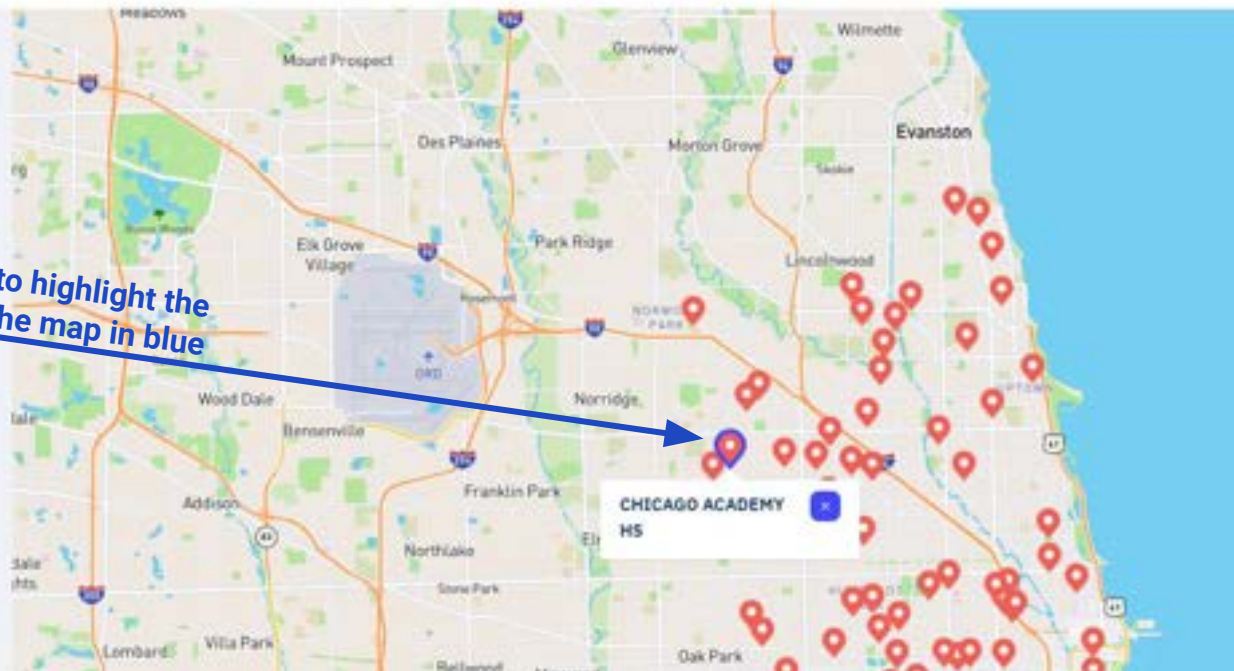 Meadows
Wilmette
Glenview
Mount Prospect
Evanston
Des Plaines
Morton Grove
Skokie
Elk Grove
Village
Park Ridge
Lincolnwood
to highlight the
he map in blue
Rosemont
PARK
ORD
Wood Dale
Norridge
UPTOWN
Bensenville
Franklin Park
CHICAGO ACADEMY
HS
Addison
Northlake
Stone Park
Villa Park
Lombard
Oak Park
Bellwood